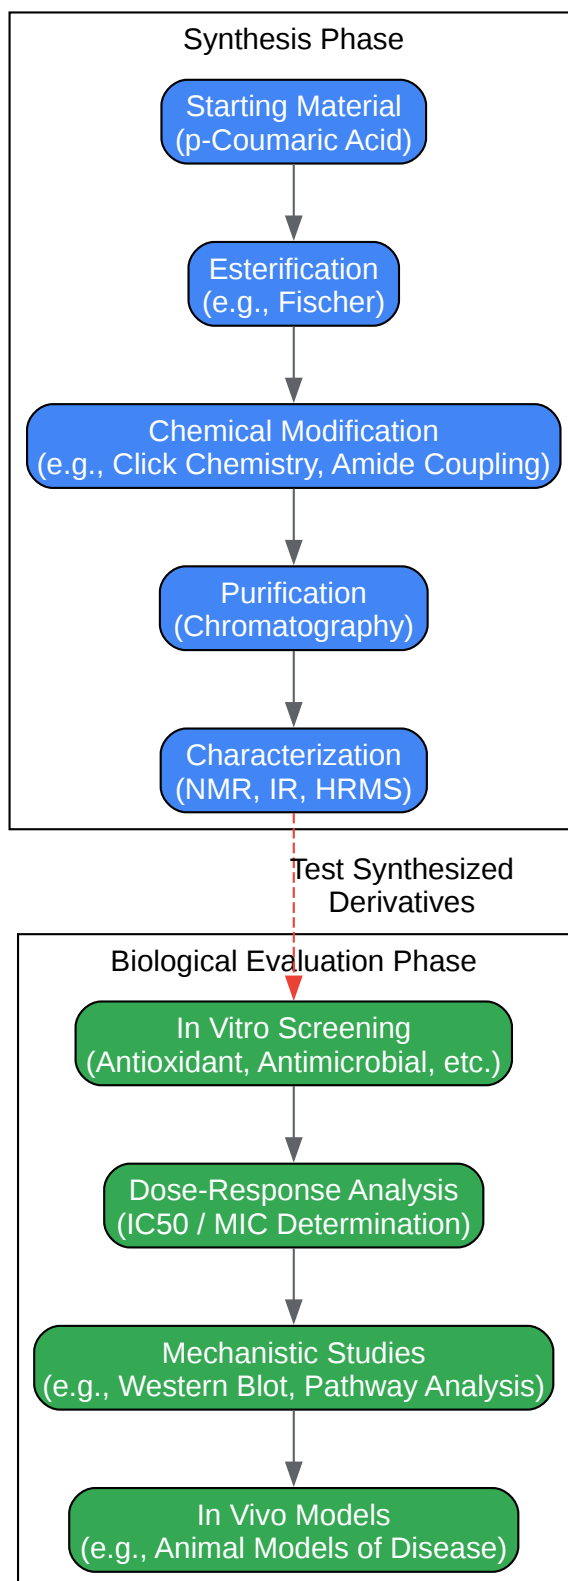 Synthesis Phase
Starting Material
(p-Coumaric Acid)
Esterification
(e.g., Fischer)
Chemical Modification
(e.g., Click Chemistry, Amide Coupling)
Purification
(Chromatography)
Characterization
(NMR, IR, HRMS)
Test Synthesized
Derivatives
Biological Evaluation Phase
In Vitro Screening
(Antioxidant, Antimicrobial, etc.)
Dose-Response Analysis
(IC50 / MIC Determination)
Mechanistic Studies
(e.g., Western Blot, Pathway Analysis)
In Vivo Models
(e.g., Animal Models of Disease)